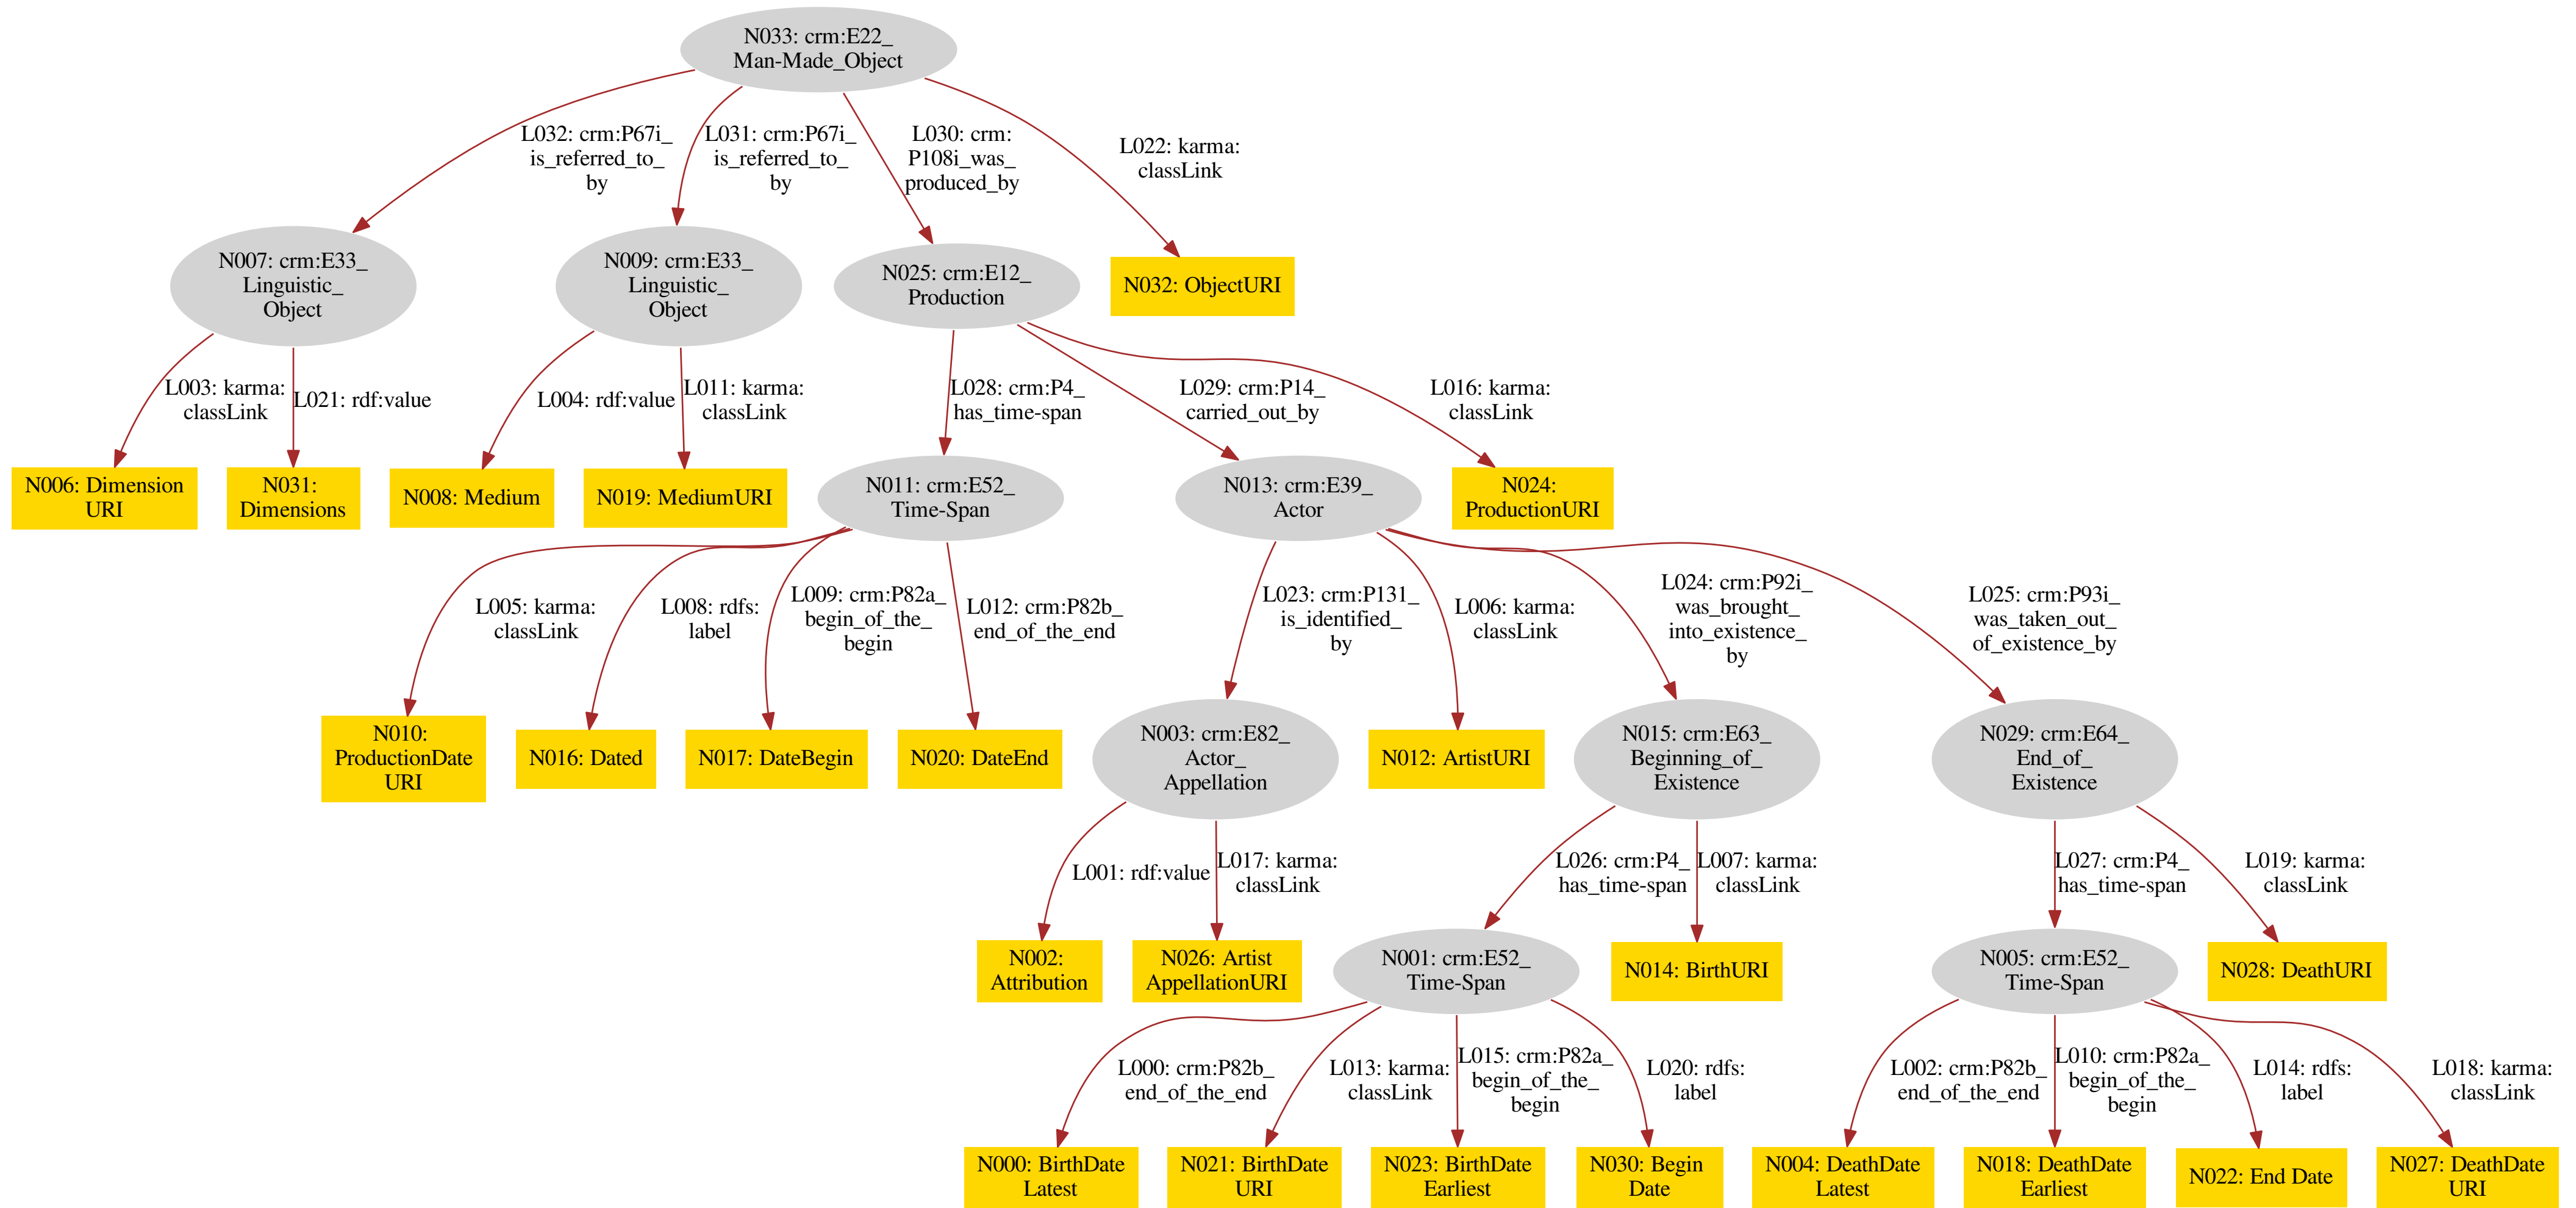 N033: crm:E22_
Man-Made_Object
L032: crm:P67i_
is_referred_to_
by
L031: crm:P67i_
is_referred_to_
by
L030: crm:
P108i_was_
produced_by
L022: karma:
classLink
N007: crm:E33_
Linguistic_
Object
N009: crm:E33_
Linguistic_
Object
N025: crm:E12_
Production
N032: ObjectURI
L003: karma:
classLink
L021: rdf:value
L004: rdf:value
L011: karma:
classLink
L028: crm:P4_
has_time-span
L029: crm:P14_
carried_out_by
L016: karma:
classLink
N006: Dimension
URI
N031:
Dimensions
N008: Medium
N019: MediumURI
N011: crm:E52_
Time-Span
N013: crm:E39_
Actor
N024:
ProductionURI
L005: karma:
classLink
L008: rdfs:
label
L009: crm:P82a_
begin_of_the_
begin
L012: crm:P82b_
end_of_the_end
L023: crm:P131_
is_identified_
by
L006: karma:
classLink
L024: crm:P92i_
was_brought_
into_existence_
by
L025: crm:P93i_
was_taken_out_
of_existence_by
N010:
ProductionDate
URI
N016: Dated
N017: DateBegin
N020: DateEnd
N003: crm:E82_
Actor_
Appellation
N012: ArtistURI
N015: crm:E63_
Beginning_of_
Existence
N029: crm:E64_
End_of_
Existence
L001: rdf:value
L017: karma:
classLink
L026: crm:P4_
has_time-span
L007: karma:
classLink
L027: crm:P4_
has_time-span
L019: karma:
classLink
N002:
Attribution
N026: Artist
AppellationURI
N001: crm:E52_
Time-Span
N014: BirthURI
N005: crm:E52_
Time-Span
N028: DeathURI
L000: crm:P82b_
end_of_the_end
L013: karma:
classLink
L015: crm:P82a_
begin_of_the_
begin
L020: rdfs:
label
L002: crm:P82b_
end_of_the_end
L010: crm:P82a_
begin_of_the_
begin
L014: rdfs:
label
L018: karma:
classLink
N000: BirthDate
Latest
N021: BirthDate
URI
N023: BirthDate
Earliest
N030: Begin
Date
N004: DeathDate
Latest
N018: DeathDate
Earliest
N022: End Date
N027: DeathDate
URI